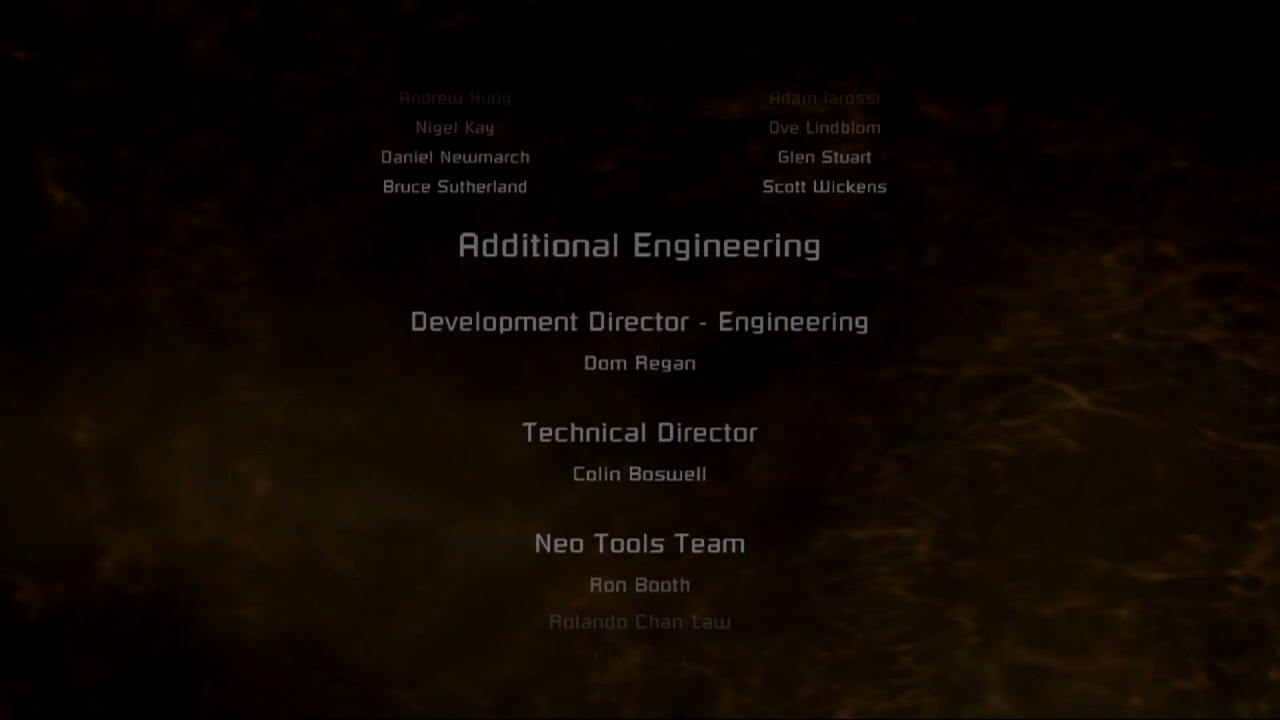 Andrew Hung Adam Iarossi
Nigel Kay Ove Lindblom
Daniel Newmarch Glen Stuart
Bruce Sutherland Scott Wickens
Additional Engineering
Development Director - Engineering
Dom Regan
Technical Director
Colin Boswell
Neo Tools Team
Ron Booth
Rolando Chan-Law